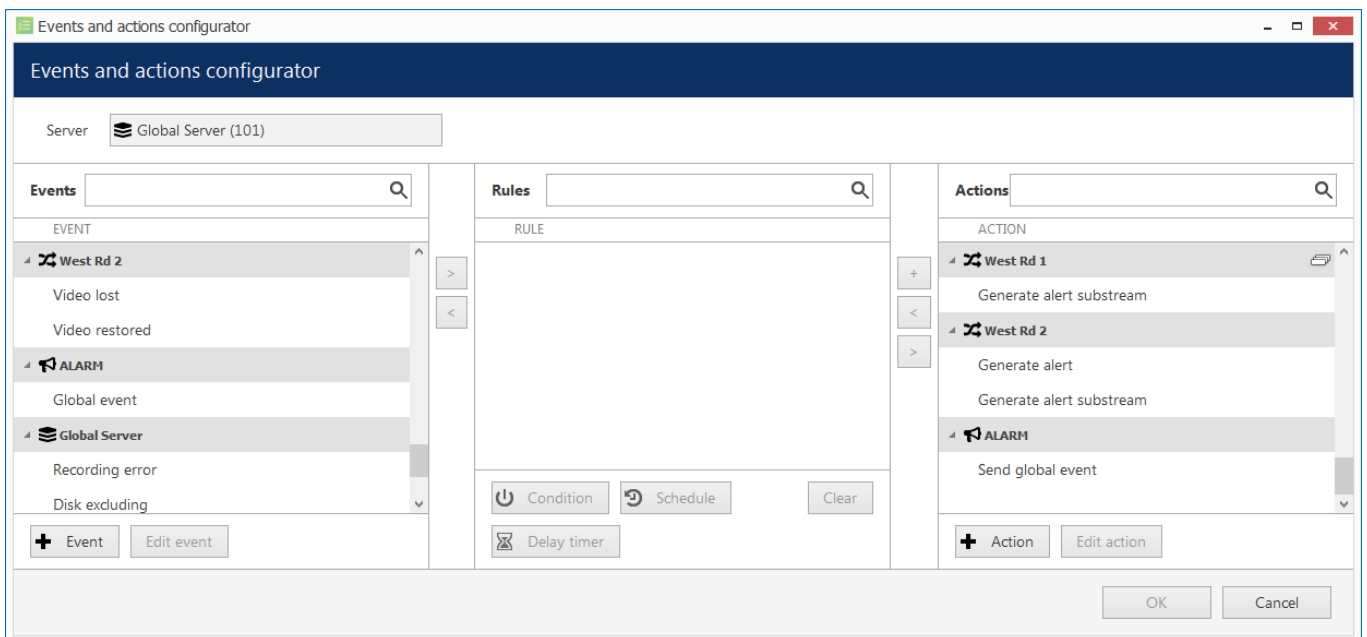 Events and actions configurator
Events and actions configurator
Server Global Server (101)
Events
EVENT
West Rd 2
Video lost
Video restored
ALARM
Global event
Global Server
Recording error
Disk excluding
+ Event Edit event
>
<
Rules
RULE
Condition Schedule Clear
Delay timer
+
<
>
Actions
ACTION
West Rd 1
Generate alert substream
West Rd 2
Generate alert
Generate alert substream
ALARM
Send global event
+ Action Edit action
OK Cancel